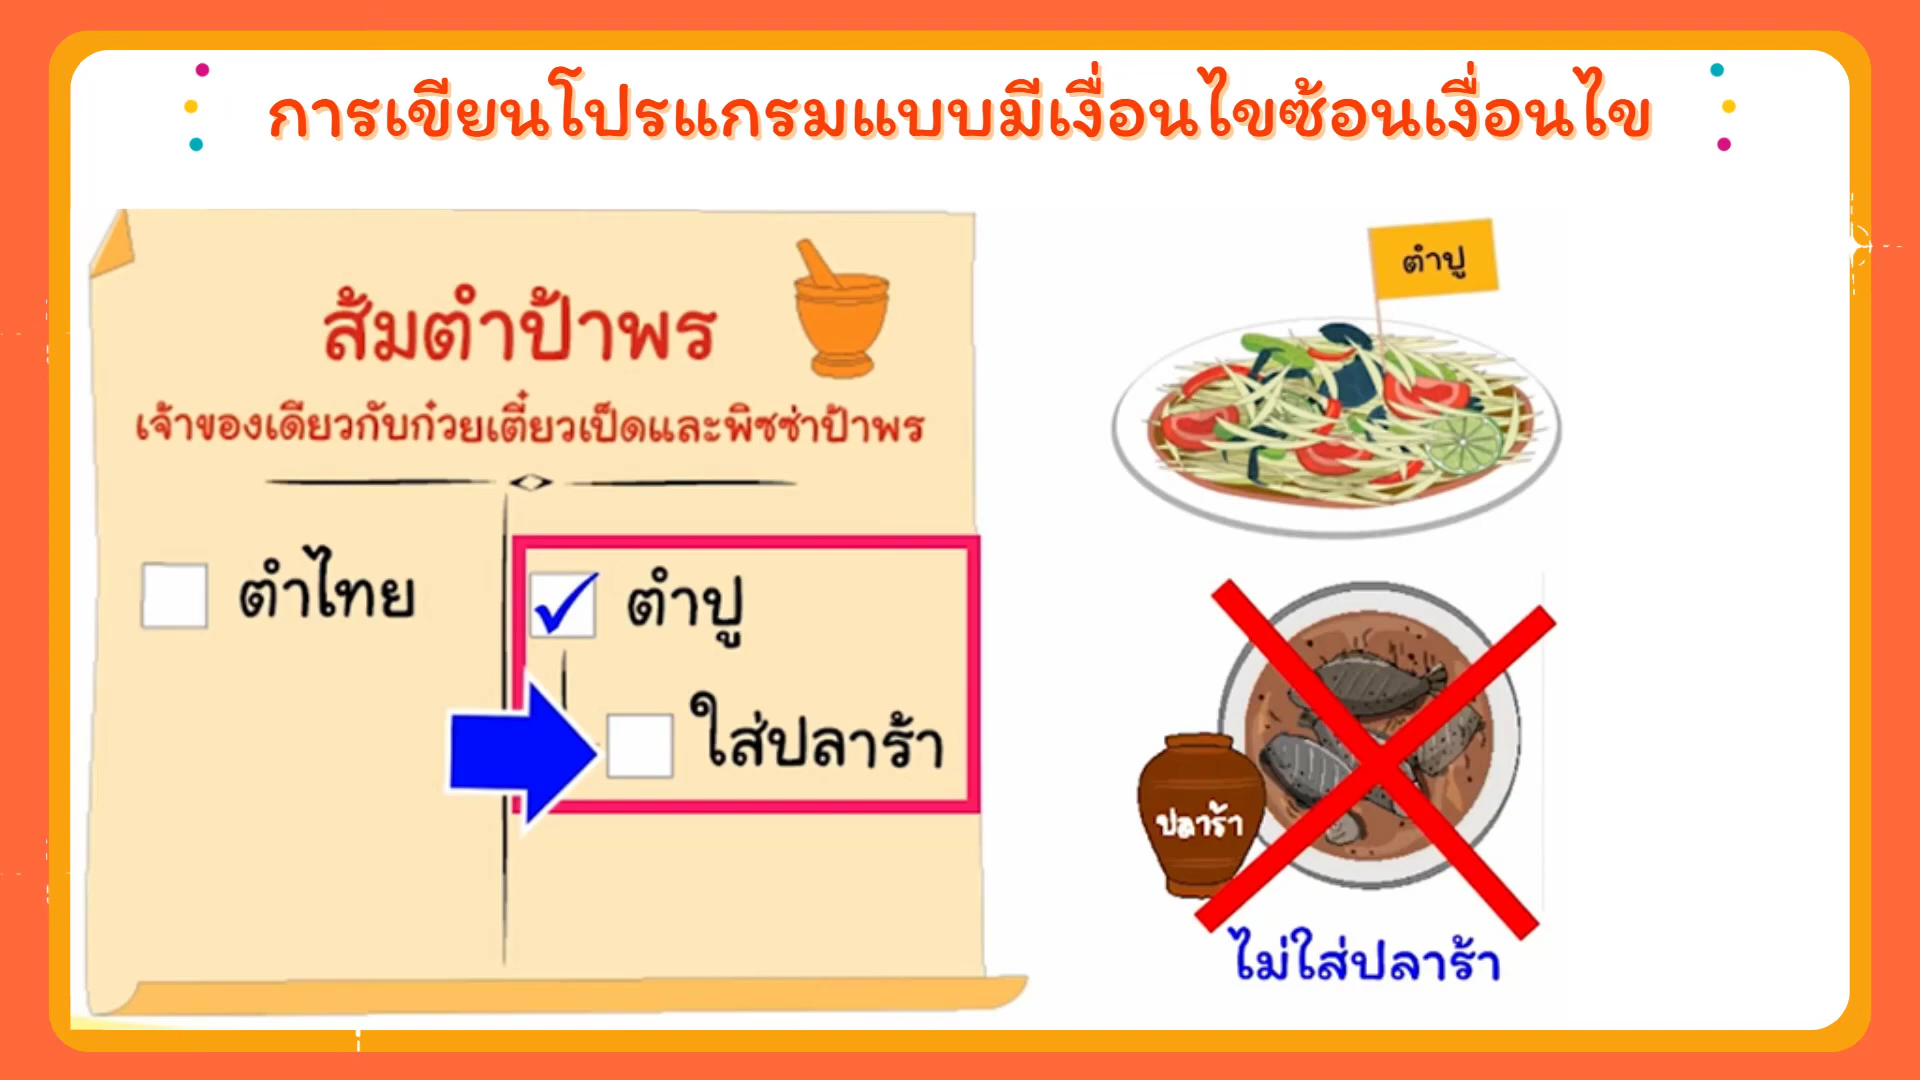 การเขียนโปรแกรมแบบมีเงื่อนไขซ้อนเงื่อนไข
ส้มตำป้าพร
เจ้าของเดียวกับก๋วยเตี๋ยวเป็ดและพิซซ่าป้าพร
ตำไทย
ตำปู
ใส่ปลาร้า
ตำปู
ปลาร้า
ไม่ใส่ปลาร้า